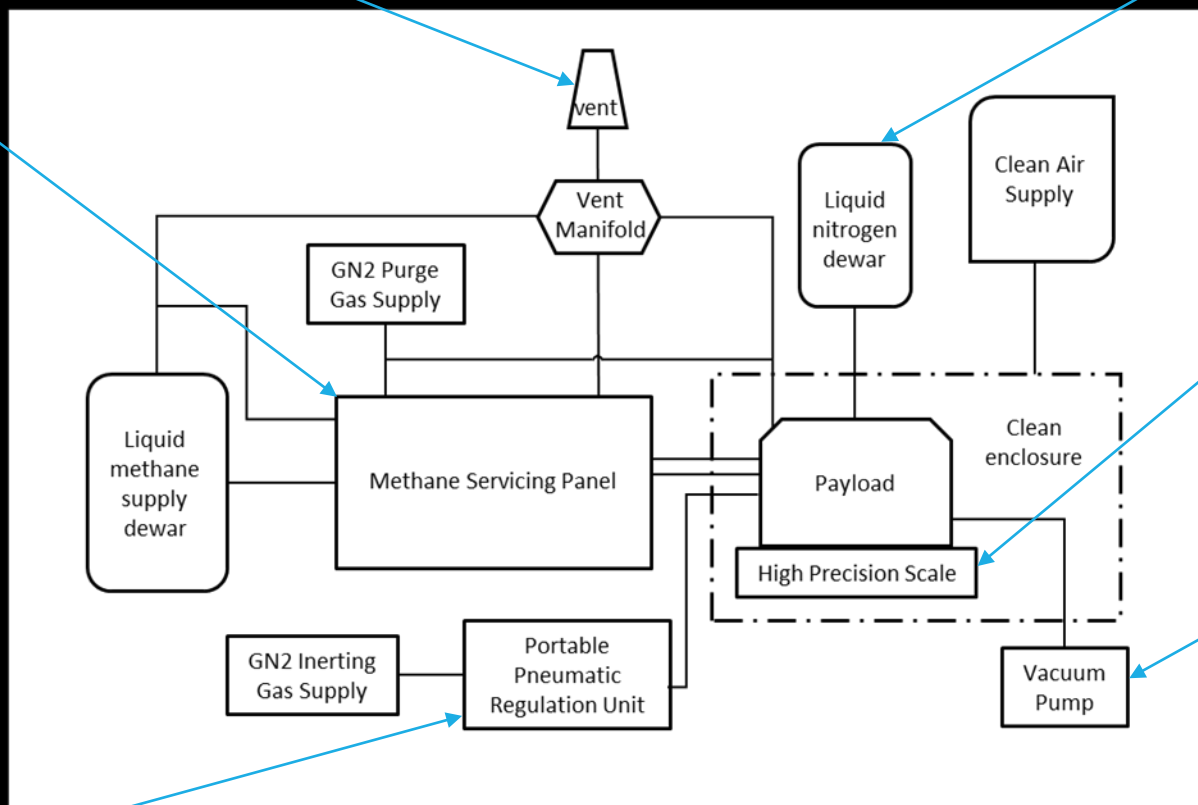 vent
Vent
Manifold
Liquid
nitrogen
dewar
Clean Air
Supply
GN2 Purge
Gas Supply
Liquid
methane
supply
dewar
Methane Servicing Panel
Payload
Clean
enclosure
High Precision Scale
GN2 Inerting
Gas Supply
Portable
Pneumatic
Regulation Unit
Vacuum
Pump